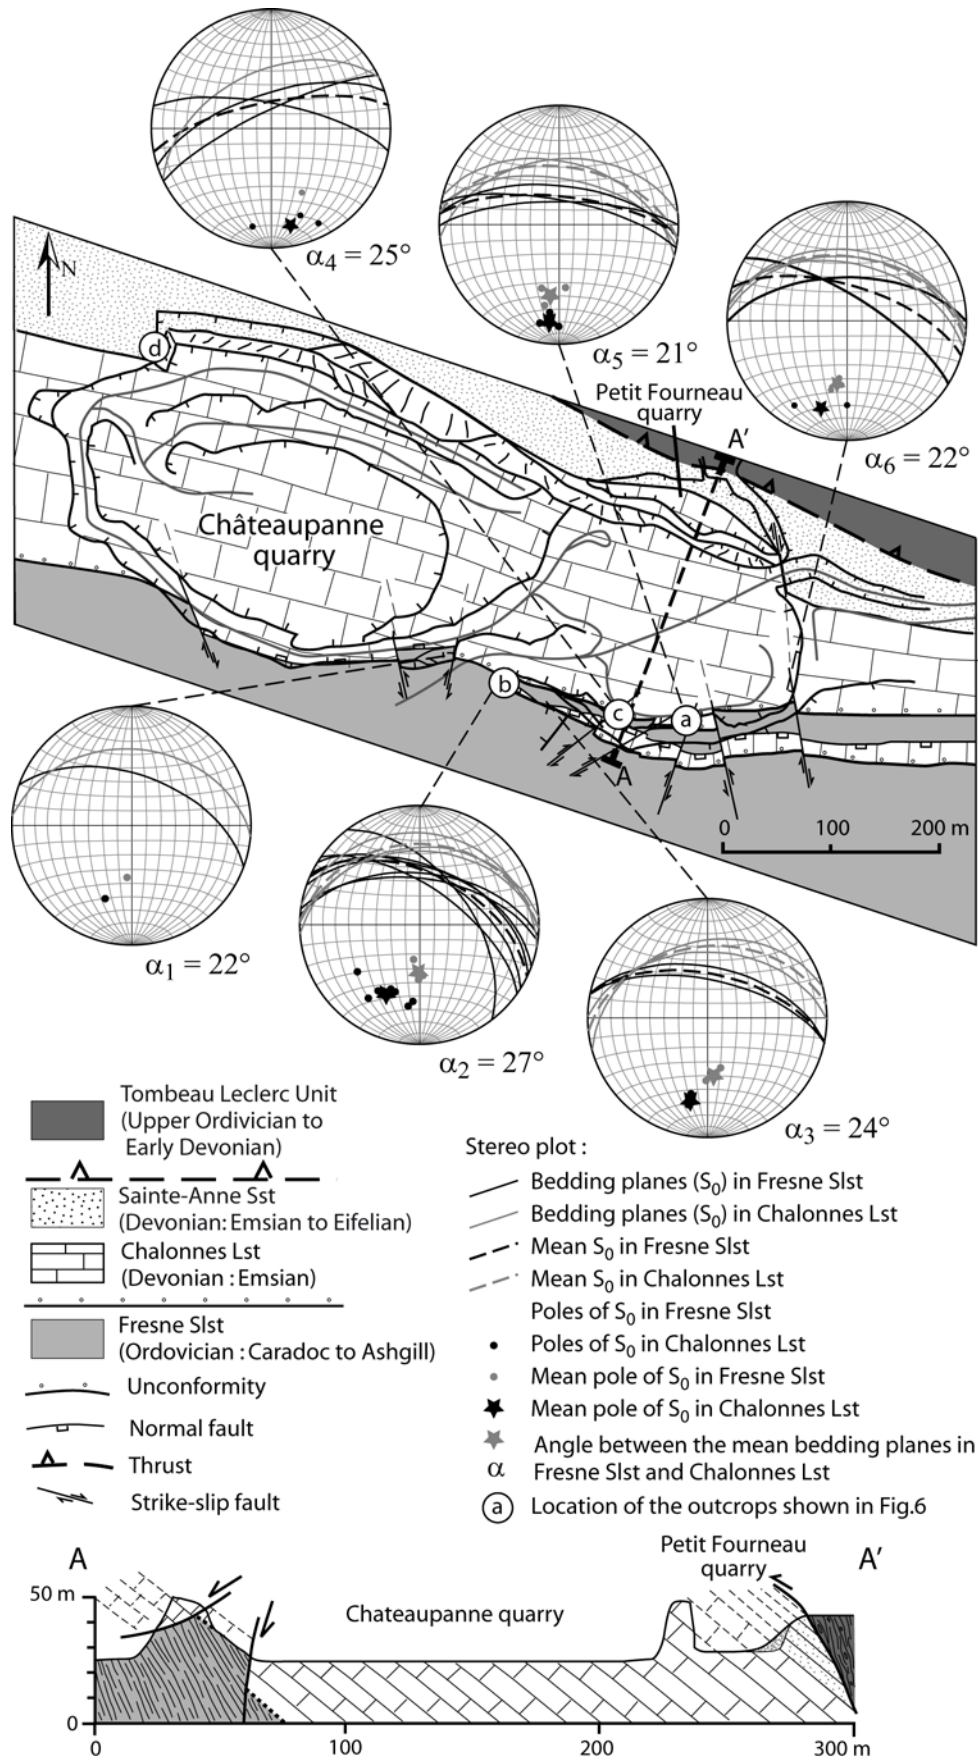 α4 = 25°
α5 = 21°
α6 = 22°
N
d
Petit Fourneau
quarry
A'
Châteaupanne
quarry
b
c
a
A
0 100 200 m
α1 = 22°
α2 = 27°
α3 = 24°
Tombeau Leclerc Unit
(Upper Ordivician to
Early Devonian)
Sainte-Anne Sst
(Devonian: Emsian to Eifelian)
Chalonnes Lst
(Devonian : Emsian)
Fresne Slst
(Ordovician : Caradoc to Ashgill)
Unconformity
Normal fault
Thrust
Strike-slip fault
Stereo plot :
Bedding planes (S0) in Fresne Slst
Bedding planes (S0) in Chalonnes Lst
Mean S0 in Fresne Slst
Mean S0 in Chalonnes Lst
Poles of S0 in Fresne Slst
Poles of S0 in Chalonnes Lst
Mean pole of S0 in Fresne Slst
Mean pole of S0 in Chalonnes Lst
Angle between the mean bedding planes in
α Fresne Slst and Chalonnes Lst
a Location of the outcrops shown in Fig.6
A
Petit Fourneau
quarry
A'
50 m
Chateaupanne quarry
0
0 100 200 300 m